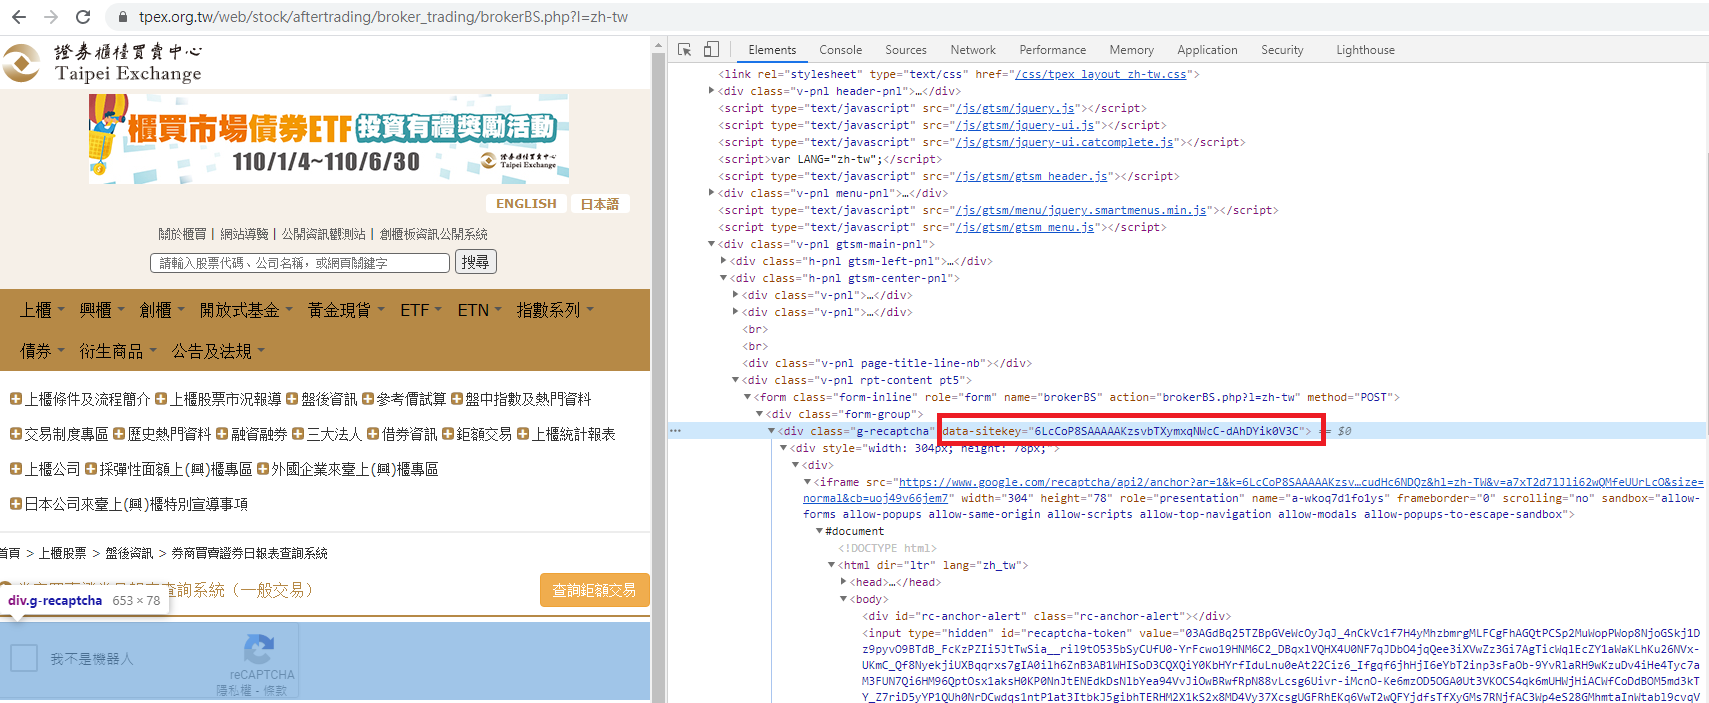 tpex.org.tw/web/stock/aftertrading/broker_trading/brokerBS.php?l=zh-tw
證券櫃檯買賣中心
Taipei Exchange
櫃買市場債券ETF投資有禮獎勵活動
110/1/4~110/6/30
證券櫃檯買賣中心
Taipei Exchange
ENGLISH 日本語
關於櫃買 | 網站導覽 | 公開資訊觀測站 | 創櫃板資訊公開系統
請輸入股票代碼、公司名稱，或網頁關鍵字 搜尋
上櫃 興櫃 創櫃 開放式基金 黃金現貨 ETF ETN 指數系列
債券 衍生商品 公告及法規
上櫃條件及流程簡介 上櫃股票市況報導 盤後資訊 參考價試算 盤中指數及熱門資料
交易制度專區 歷史熱門資料 融資融券 三大法人 借券資訊 鉅額交易 上櫃統計報表
上櫃公司 採彈性面額上(興)櫃專區 外國企業來臺上(興)櫃專區
日本公司來臺上(興)櫃特別宣導事項
首頁 > 上櫃股票 > 盤後資訊 > 券商買賣證券日報表查詢系統
查詢系統 (一般交易) 查詢鉅額交易
div.g-recaptcha 653 × 78
我不是機器人
reCAPTCHA
隱私權 - 條款
Elements Console Sources Network Performance Memory Application Security Lighthouse
<link rel="stylesheet" type="text/css" href="/css/tpex_layout_zh-tw.css">
<div class="v-pnl header-pnl">…</div>
<script type="text/javascript" src="/js/gtsm/jquery.js"></script>
<script type="text/javascript" src="/js/gtsm/jquery-ui.js"></script>
<script type="text/javascript" src="/js/gtsm/jquery-ui.catcomplete.js"></script>
<script>var LANG="zh-tw";</script>
<script type="text/javascript" src="/js/gtsm/gtsm_header.js"></script>
<div class="v-pnl menu-pnl">…</div>
<script type="text/javascript" src="/js/gtsm/menu/jquery.smartmenus.min.js"></script>
<script type="text/javascript" src="/js/gtsm/gtsm_menu.js"></script>
<div class="v-pnl gtsm-main-pnl">
<div class="h-pnl gtsm-left-pnl">…</div>
<div class="h-pnl gtsm-center-pnl">
<div class="v-pnl">…</div>
<div class="v-pnl">…</div>
<br>
<br>
<div class="v-pnl page-title-line-nb"></div>
<div class="v-pnl rpt-content pt5">
<form class="form-inline" role="form" name="brokerBS" action="brokerBS.php?l=zh-tw" method="POST">
<div class="form-group">
<div class="g-recaptcha" data-sitekey="6LcCoP8SAAAAAKzsvbTXymxqNWcC-dAhDYik0V3C"> == $0
<div style="width: 304px; height: 78px;">
<div>
<iframe src="https://www.google.com/recaptcha/api2/anchor?ar=1&k=6LcCoP8SAAAAAKzsv…cudHc6NDQz&hl=zh-TW&v=a7xT2d71Jli62wQMfeUUrLcO&size=
normal&cb=uoj49v66jem7" width="304" height="78" role="presentation" name="a-wkoq7d1fo1ys" frameborder="0" scrolling="no" sandbox="allow-
forms allow-popups allow-same-origin allow-scripts allow-top-navigation allow-modals allow-popups-to-escape-sandbox">
#document
<!DOCTYPE html>
<html dir="ltr" lang="zh_tw">
<head>…</head>
<body>
<div id="rc-anchor-alert" class="rc-anchor-alert"></div>
<input type="hidden" id="recaptcha-token" value="